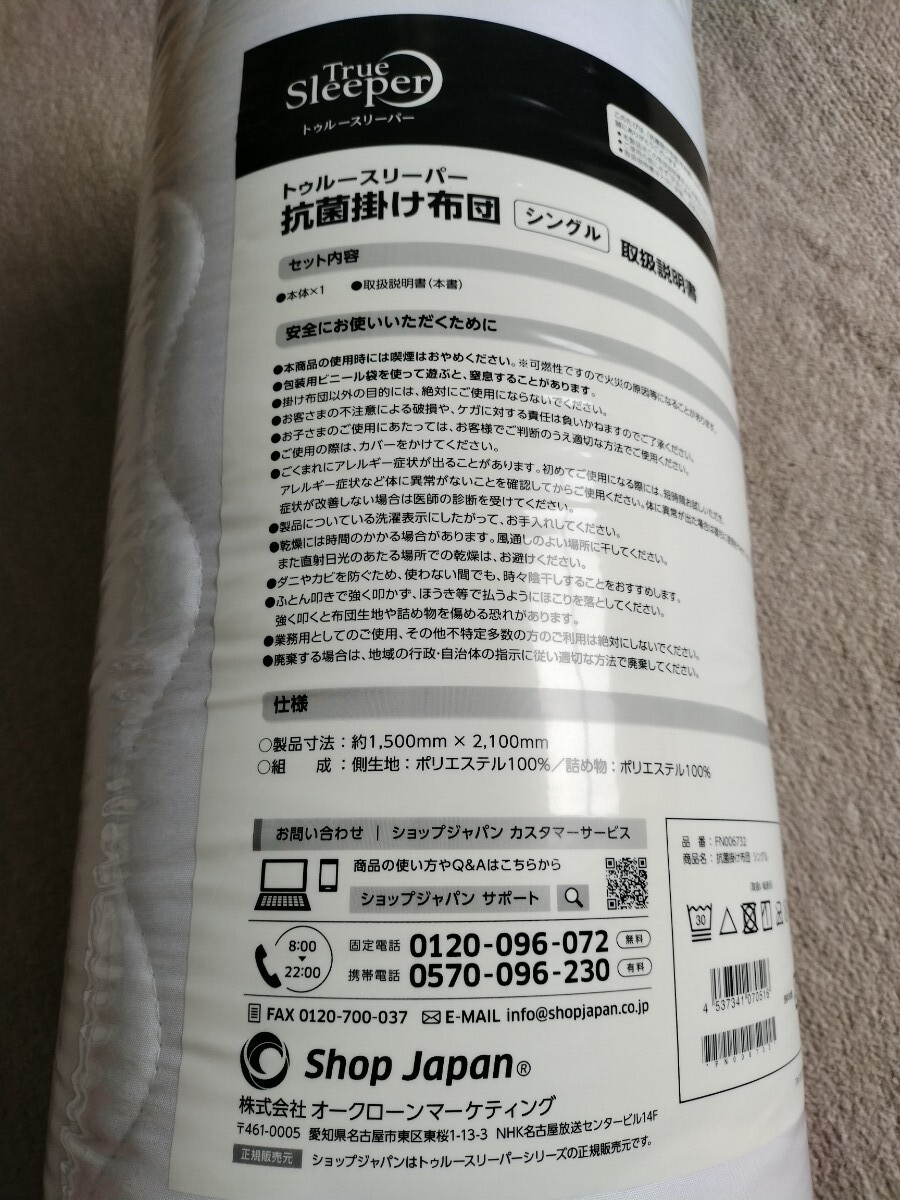 True
Sleeper
トゥルースリーパー
トゥルースリーパー
抗菌掛け布団 シングル 取扱説明書
セット内容
●本体×1 ●取扱説明書(本書)
安全にお使いいただくために
●本商品の使用時には喫煙はおやめください。※可燃性ですので火災の原因等になることがあります。
●包装用ビニール袋を使って遊ぶと、窒息することがあります。
●掛け布団以外の目的には、絶対にご使用にならないでください。
●お客さまの不注意による破損や、ケガに対する責任は負いかねますのでご了承ください。
●お子さまのご使用にあたっては、お客様でご判断のうえ適切な方法でご使用ください。
●ご使用の際は、カバーをかけてください。
●ごくまれにアレルギー症状が出ることがあります。初めてご使用になる際には、短時間お試しいただき、
アレルギー症状など体に異常がないことを確認してからご使用ください。体に異常が出た場合は
症状が改善しない場合は医師の診断を受けてください。
●製品についている洗濯表示にしたがって、お手入れしてください。
●乾燥には時間のかかる場合があります。風通しのよい場所に干してください。
また直射日光のあたる場所での乾燥は、お避けください。
●ダニやカビを防ぐため、使わない間でも、時々陰干しすることをおすすめします。
●ふとん叩きで強く叩かず、ほうき等で払うようにほこりを落としてください。
強く叩くと布団生地や詰め物を傷める恐れがあります。
●業務用としてのご使用、その他不特定多数の方のご利用は絶対にしないでください。
●廃棄する場合は、地域の行政・自治体の指示に従い適切な方法で廃棄してください。
仕様
○製品寸法:約1,500mm × 2,100mm
○組 成:側生地:ポリエステル100%/詰め物:ポリエステル100%
お問い合わせ | ショップジャパン カスタマーサービス
商品の使い方やQ&Aはこちらから
ショップジャパン サポート
8:00
22:00
固定電話 0120-096-072 無料
携帯電話 0570-096-230 有料
FAX 0120-700-037 E-MAIL info@shopjapan.co.jp
Shop Japan®
株式会社 オークローンマーケティング
〒461-0005 愛知県名古屋市東区東桜1-13-3 NHK名古屋放送センタービル14F
正規販売元 ショップジャパンはトゥルースリーパーシリーズの正規販売元です。
品 番:FN006732
商品名:抗菌掛け布団 シングル
30
4 537341 070516